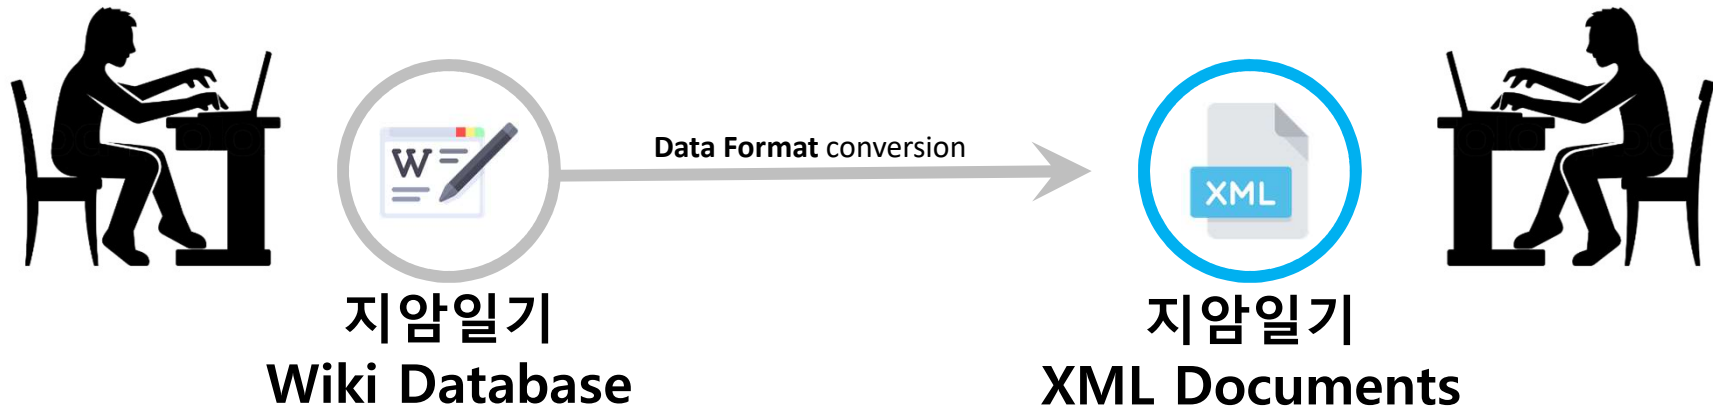 W
Data Format conversion
XML
지암일기
Wiki Database
지암일기
XML Documents